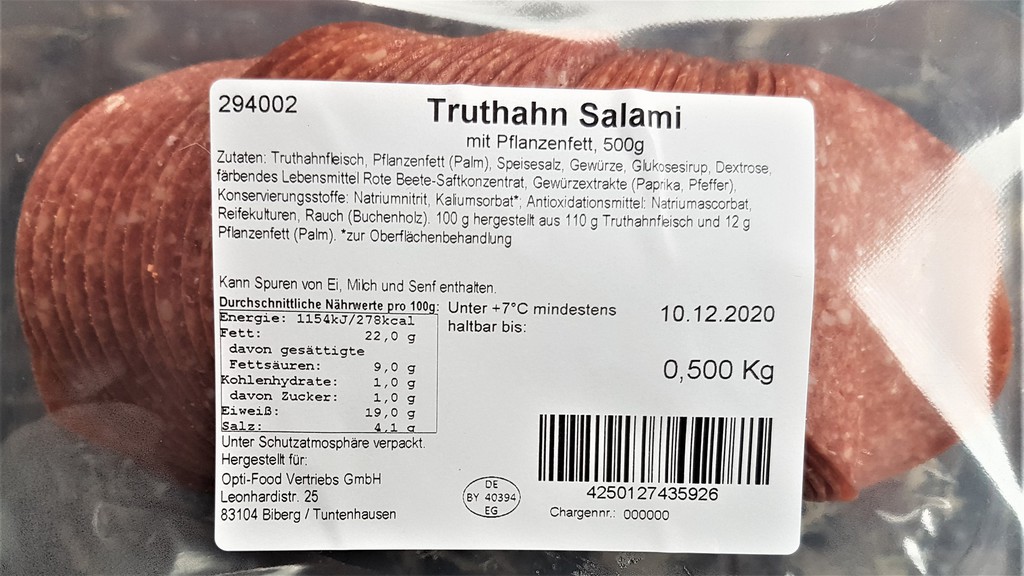 294002
Truthahn Salami
mit Pflanzenfett, 500g
Zutaten: Truthahnfleisch, Pflanzenfett (Palm), Speisesalz, Gewürze, Glukosesirup, Dextrose,
färbendes Lebensmittel Rote Beete-Saftkonzentrat, Gewürzextrakte (Paprika, Pfeffer),
Konservierungsstoffe: Natriumnitrit, Kaliumsorbat*; Antioxidationsmittel: Natriumascorbat,
Reifekulturen, Rauch (Buchenholz). 100 g hergestellt aus 110 g Truthahnfleisch und 12 g
Pflanzenfett (Palm). *zur Oberflächenbehandlung
Kann Spuren von Ei, Milch und Senf enthalten.
Durchschnittliche Nährwerte pro 100g:
Energie: 1154kJ/278kcal
Fett: 22,0 g
davon gesättigte
Fettsäuren: 9,0 g
Kohlenhydrate: 1,0 g
davon Zucker: 1,0 g
Eiweiß: 19,0 g
Salz: 4,1 g
Unter Schutzatmosphäre verpackt.
Hergestellt für:
Opti-Food Vertriebs GmbH
Leonhardistr. 25
83104 Biberg / Tuntenhausen
Unter +7°C mindestens
haltbar bis:
10.12.2020
0,500 Kg
DE
BY 40394
EG
4250127435926
Chargennr.: 000000